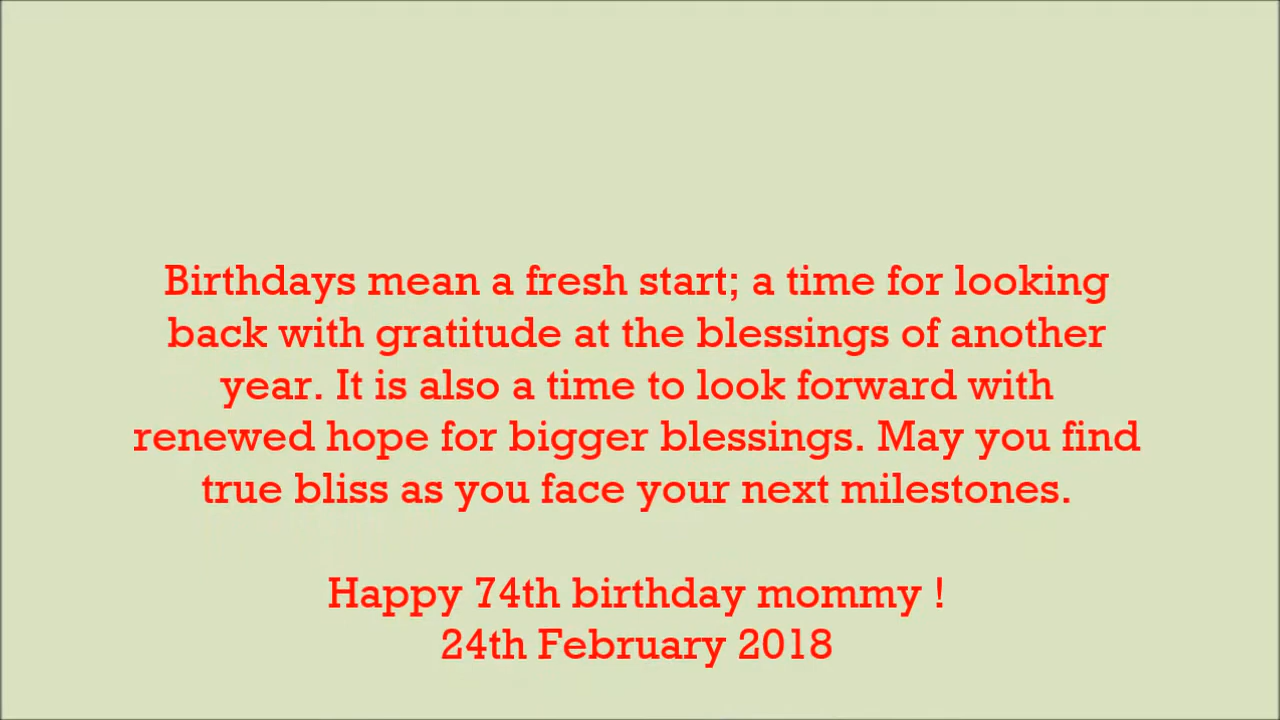 Birthdays mean a fresh start; a time for looking
back with gratitude at the blessings of another
year. It is also a time to look forward with
renewed hope for bigger blessings. May you find
true bliss as you face your next milestones.
Happy 74th birthday mommy !
24th February 2018